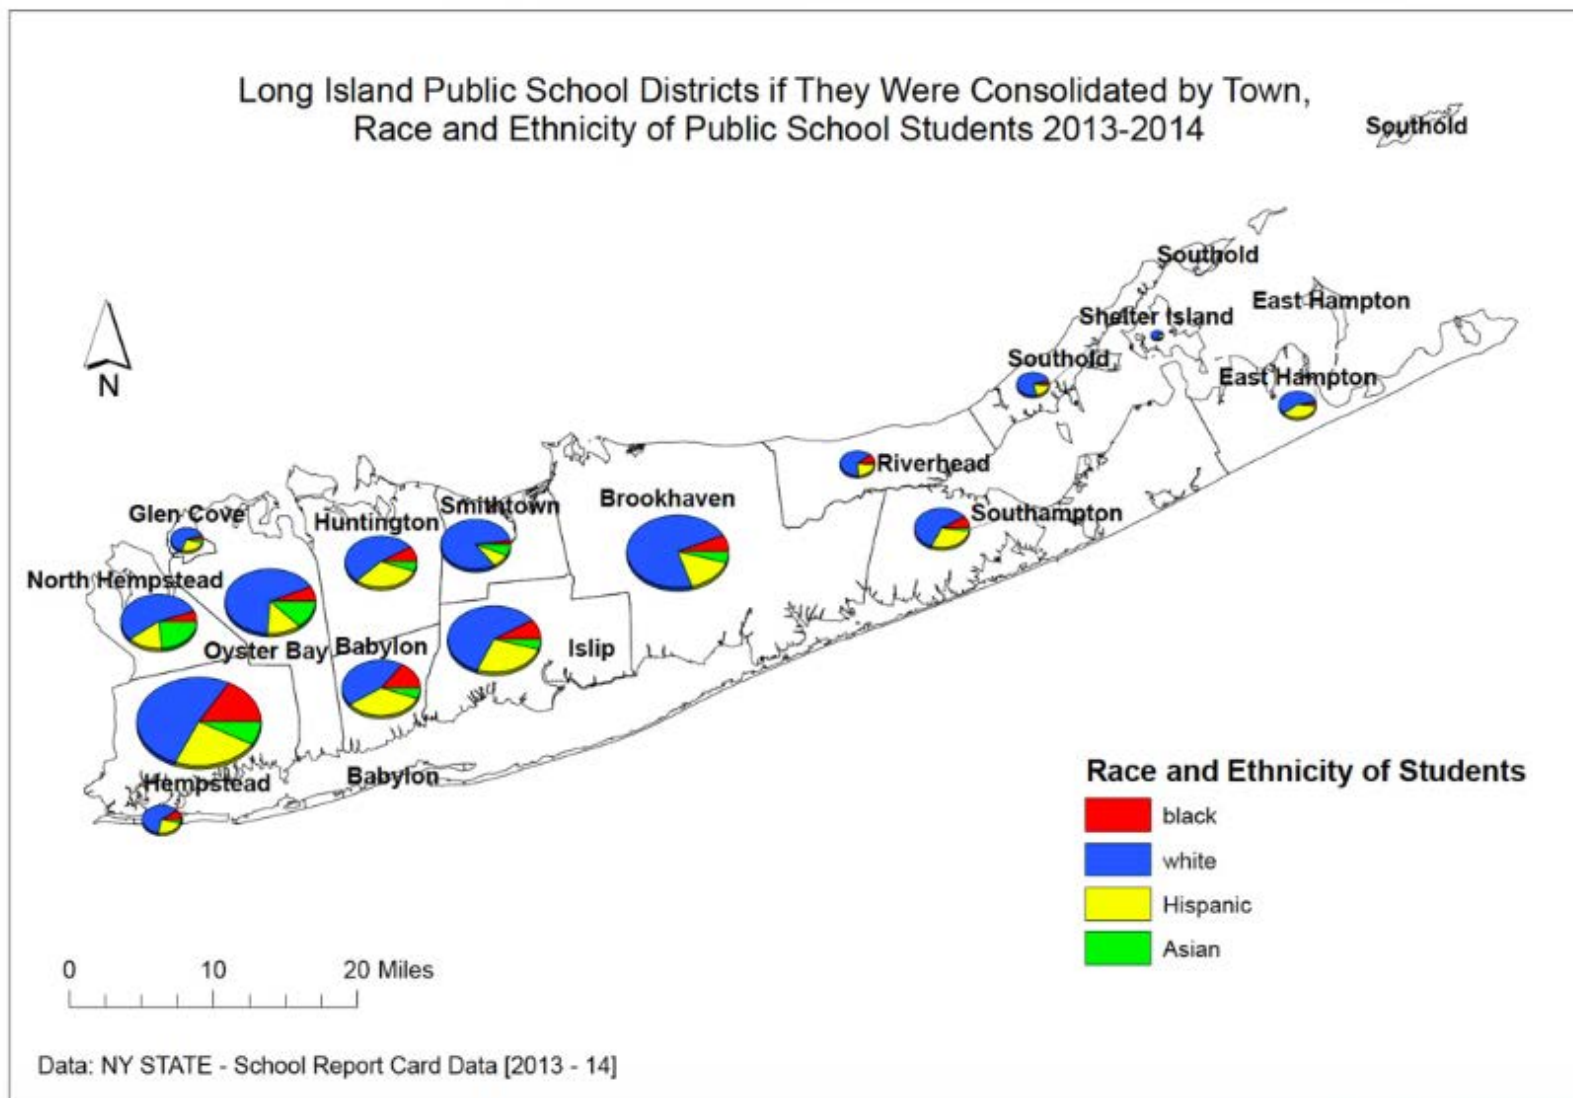 Long Island Public School Districts if They Were Consolidated by Town,
Race and Ethnicity of Public School Students 2013-2014
Southold
Southold
East Hampton
Shelter Island
Southold
East Hampton
N
Riverhead
Brookhaven
Smithtown
Southampton
Glen Cove
Huntington
North Hempstead
Oyster Bay
Babylon
Islip
Hempstead
Babylon
Race and Ethnicity of Students
black
white
Hispanic
Asian
0 10 20 Miles
Data: NY STATE - School Report Card Data [2013 - 14]